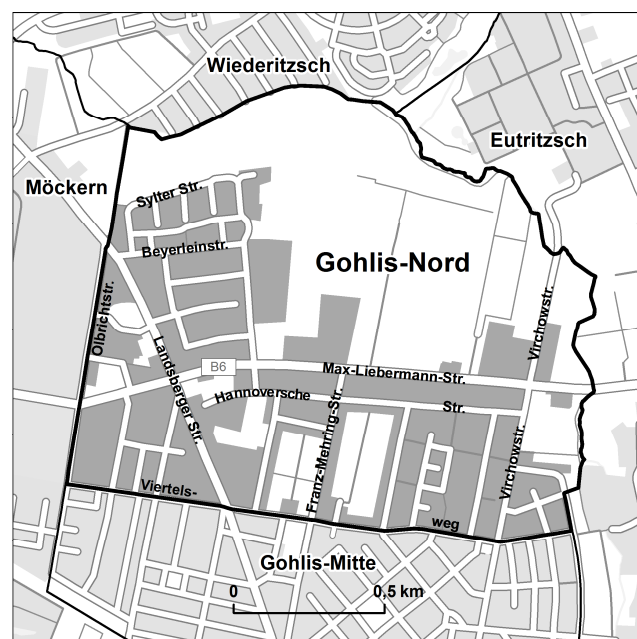 Wiederitzsch
Eutritzsch
Möckern
Sylter Str.
Beyerleinstr.
Gohlis-Nord
Olbrichtstr.
Landsberger Str.
B6
Max-Liebermann-Str.
Virchowstr.
Hannoversche
Str.
Franz-Mehring-Str.
Virchowstr.
Viertels-
weg
Gohlis-Mitte
0
0,5 km